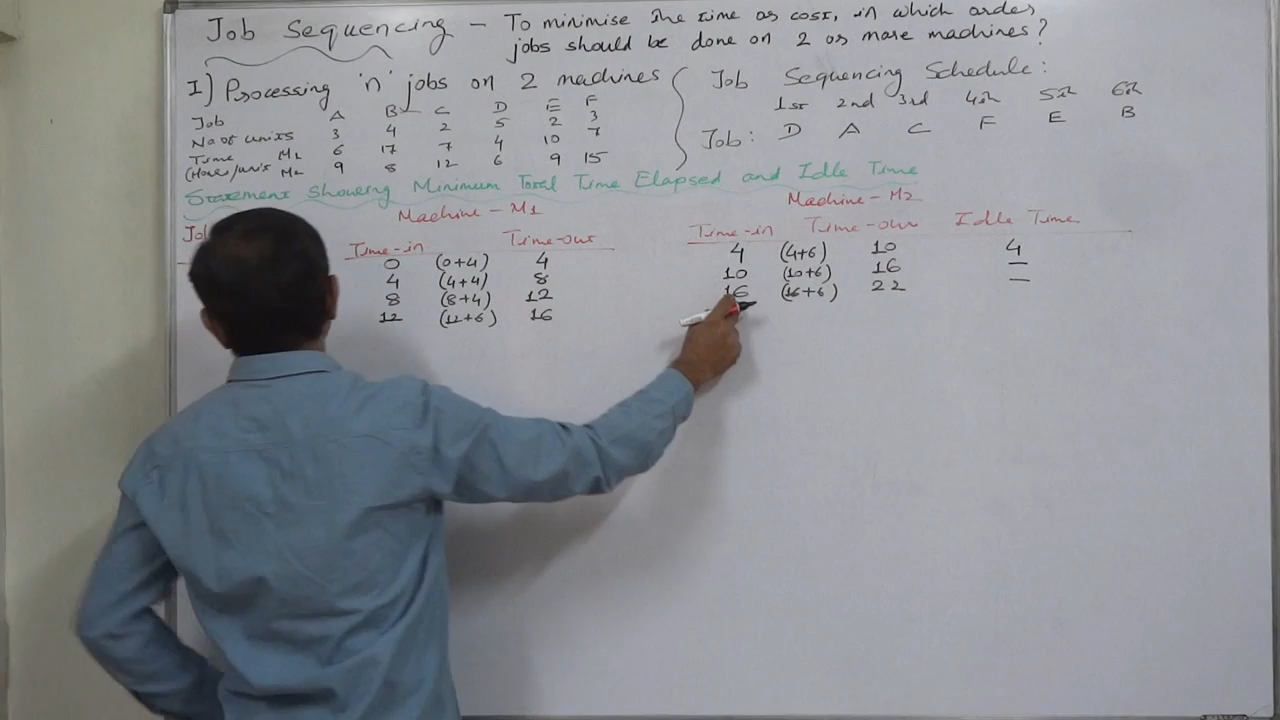 Job Sequencing - To minimise the time or cost, in which order
jobs should be done on 2 or more machines?
I) Processing 'n' jobs on 2 machines
Job A B C D E F
No of units 3 4 2 5 2 3
Time M1 6 17 7 4 10 7
(Hours/unit M2 9 8 12 6 9 15
Job Sequencing Schedule:
1st 2nd 3rd 4th 5th 6th
Job: D A C F E B
Statement Showing Minimum Total Time Elapsed and Idle Time
Machine - M1 Machine - M2
Job Time-in Time-out Time-in Time-out Idle Time
0 (0+4) 4 4 (4+6) 10 4
4 (4+4) 8 10 (10+6) 16 —
8 (8+4) 12 16 (16+6) 22 —
12 (12+6) 16